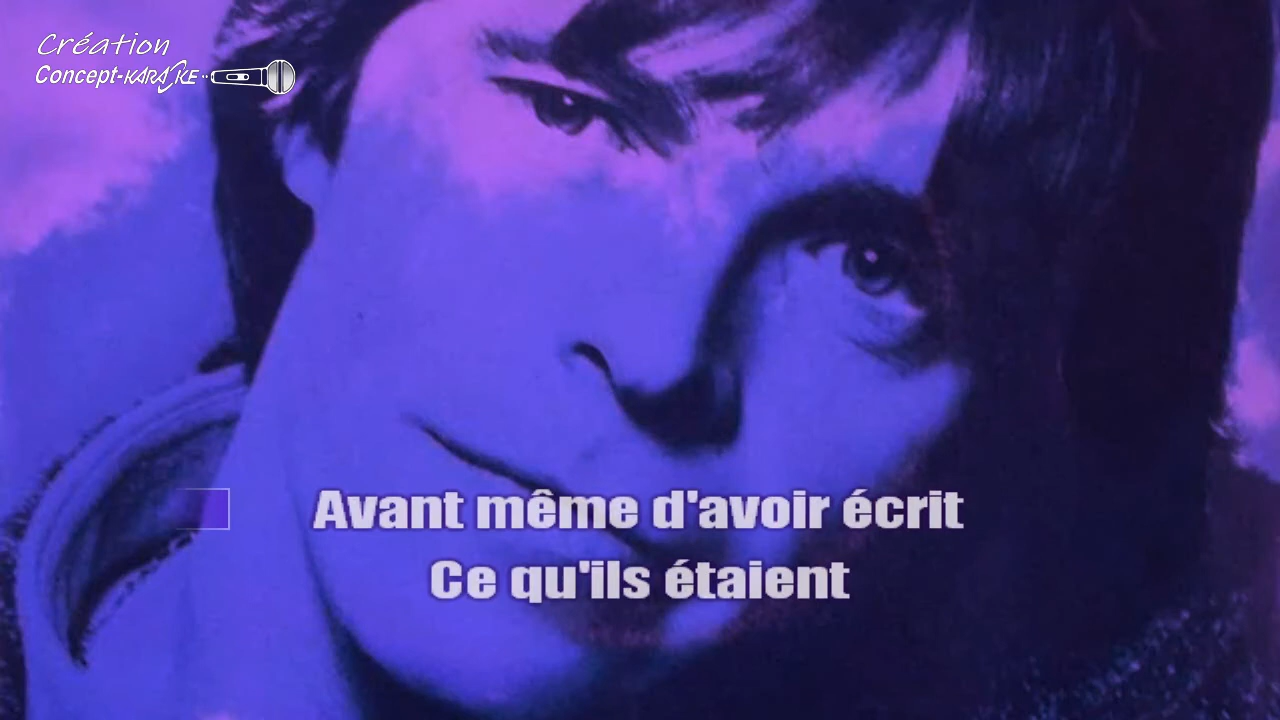 Création
Concept-KARAOKE
Avant même d'avoir écrit
Ce qu'ils étaient